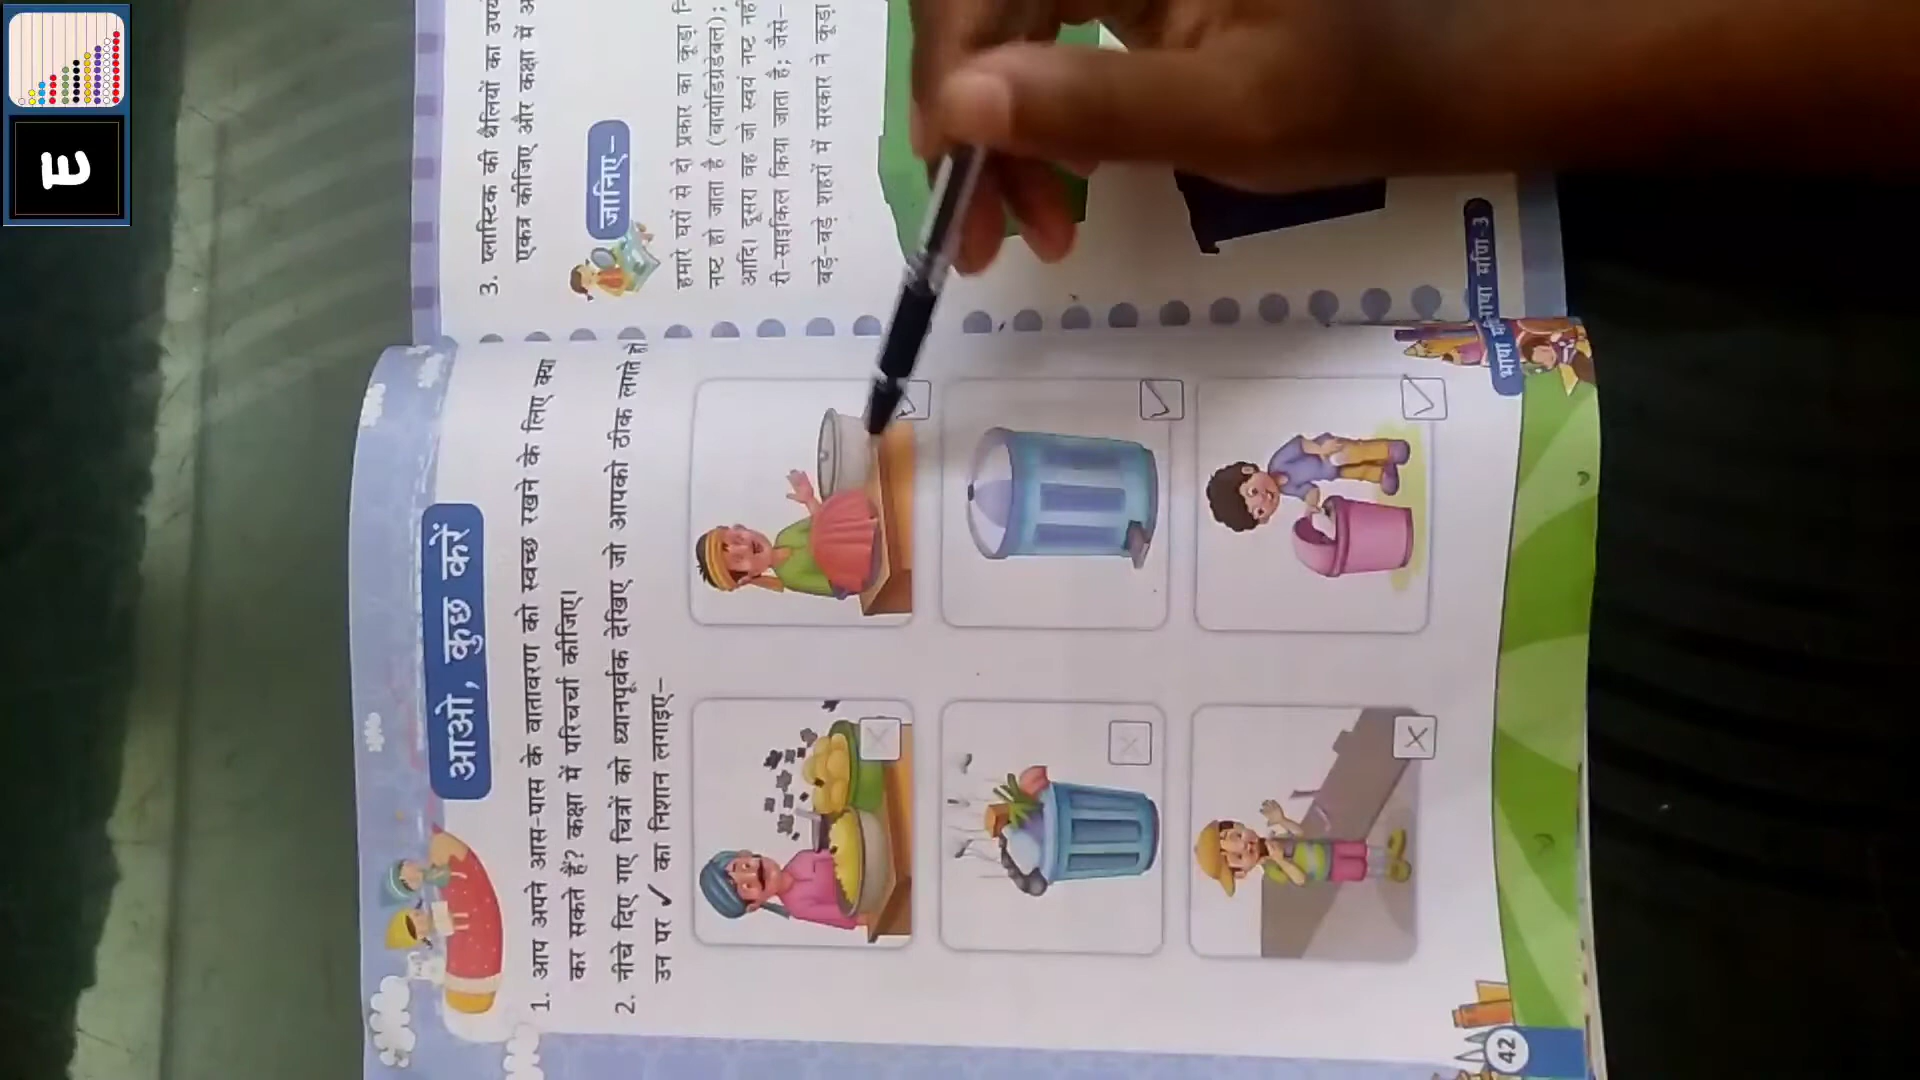 आओ, कुछ करें
1. आप अपने आस-पास के वातावरण को स्वच्छ रखने के लिए क्या
कर सकते हैं? कक्षा में परिचर्चा कीजिए।
2. नीचे दिए गए चित्रों को ध्यानपूर्वक देखिए जो आपको ठीक लगते हों
उन पर ✓ का निशान लगाइए–
42
3. प्लास्टिक की थैलियों का
एकत्र कीजिए और कक्षा में
जानिए–
हमारे घरों से दो प्रकार का कूड़ा
नष्ट हो जाता है (बायोडिग्रेडेबल);
आदि। दूसरा वह जो स्वयं नष्ट
री-साइकिल किया जाता है; जैसे–
बड़े-बड़े शहरों में सरकार ने कूड़ा
भाषा मणि-3